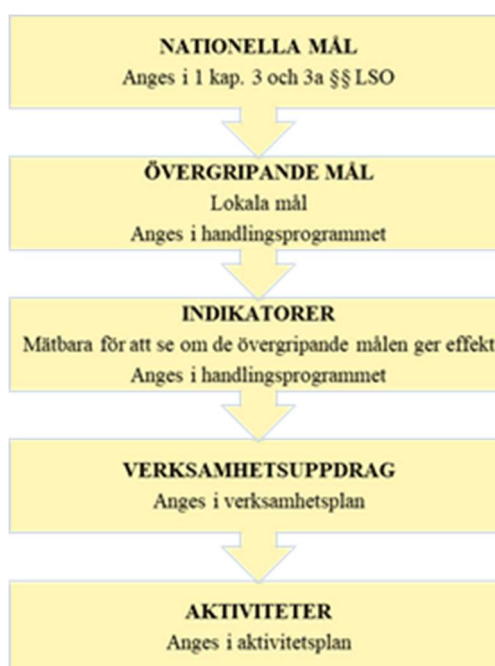 NATIONELLA MÅL
Anges i 1 kap. 3 och 3a §§ LSO
ÖVERGRIPANDE MÅL
Lokala mål
Anges i handlingsprogrammet
INDIKATORER
Mätbara för att se om de övergripande målen ger effekt
Anges i handlingsprogrammet
VERKSAMHETSUPPDRAG
Anges i verksamhetsplan
AKTIVITETER
Anges i aktivitetsplan